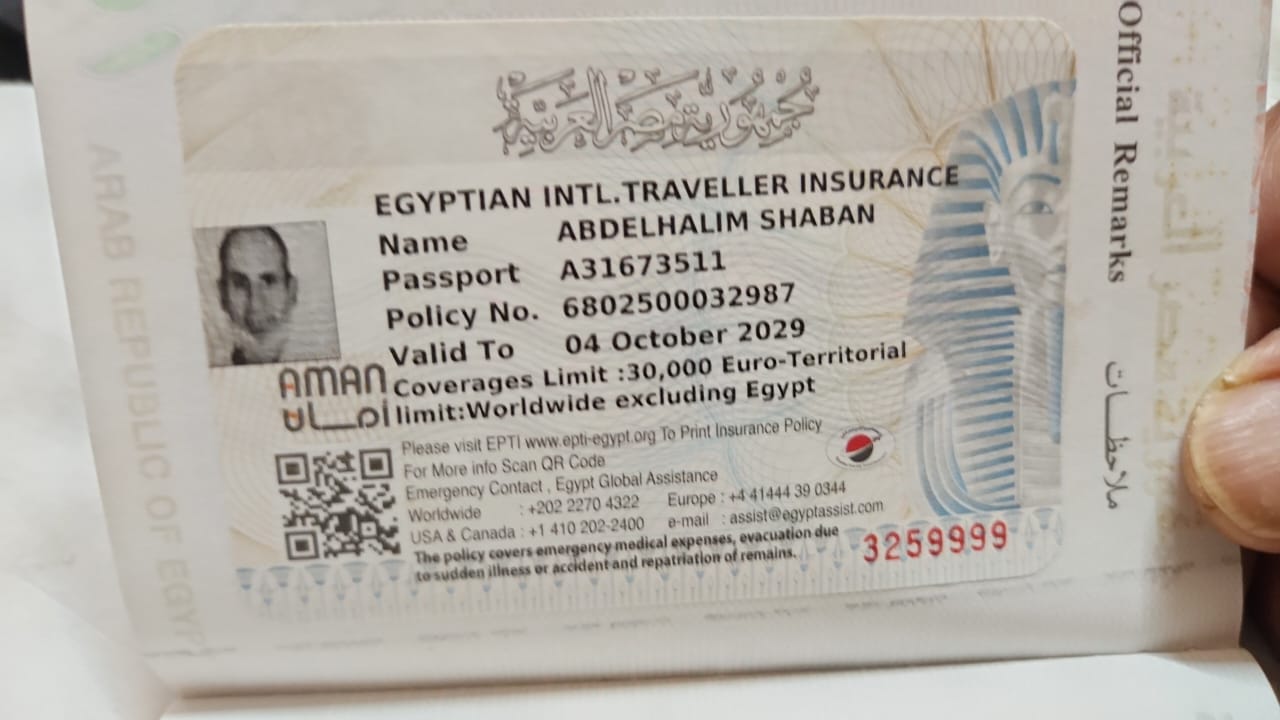 جمهورية مصر العربية
EGYPTIAN INTL.TRAVELLER INSURANCE
Name ABDELHALIM SHABAN
Passport A31673511
Policy No. 6802500032987
Valid To 04 October 2029
Coverages Limit :30,000 Euro-Territorial
limit:Worldwide excluding Egypt
AMAN
أمان
Please visit EPTI www.epti-egypt.org To Print Insurance Policy
For More info Scan QR Code
Emergency Contact , Egypt Global Assistance
Worldwide : +202 2270 4322 Europe : +4 41444 39 0344
USA & Canada : +1 410 202-2400 e-mail : assist@egyptassist.com
The policy covers emergency medical expenses, evacuation due
to sudden illness or accident and repatriation of remains.
3259999
Official Remarks
ملاحظـــات
ARAB REPUBLIC OF EGYPT